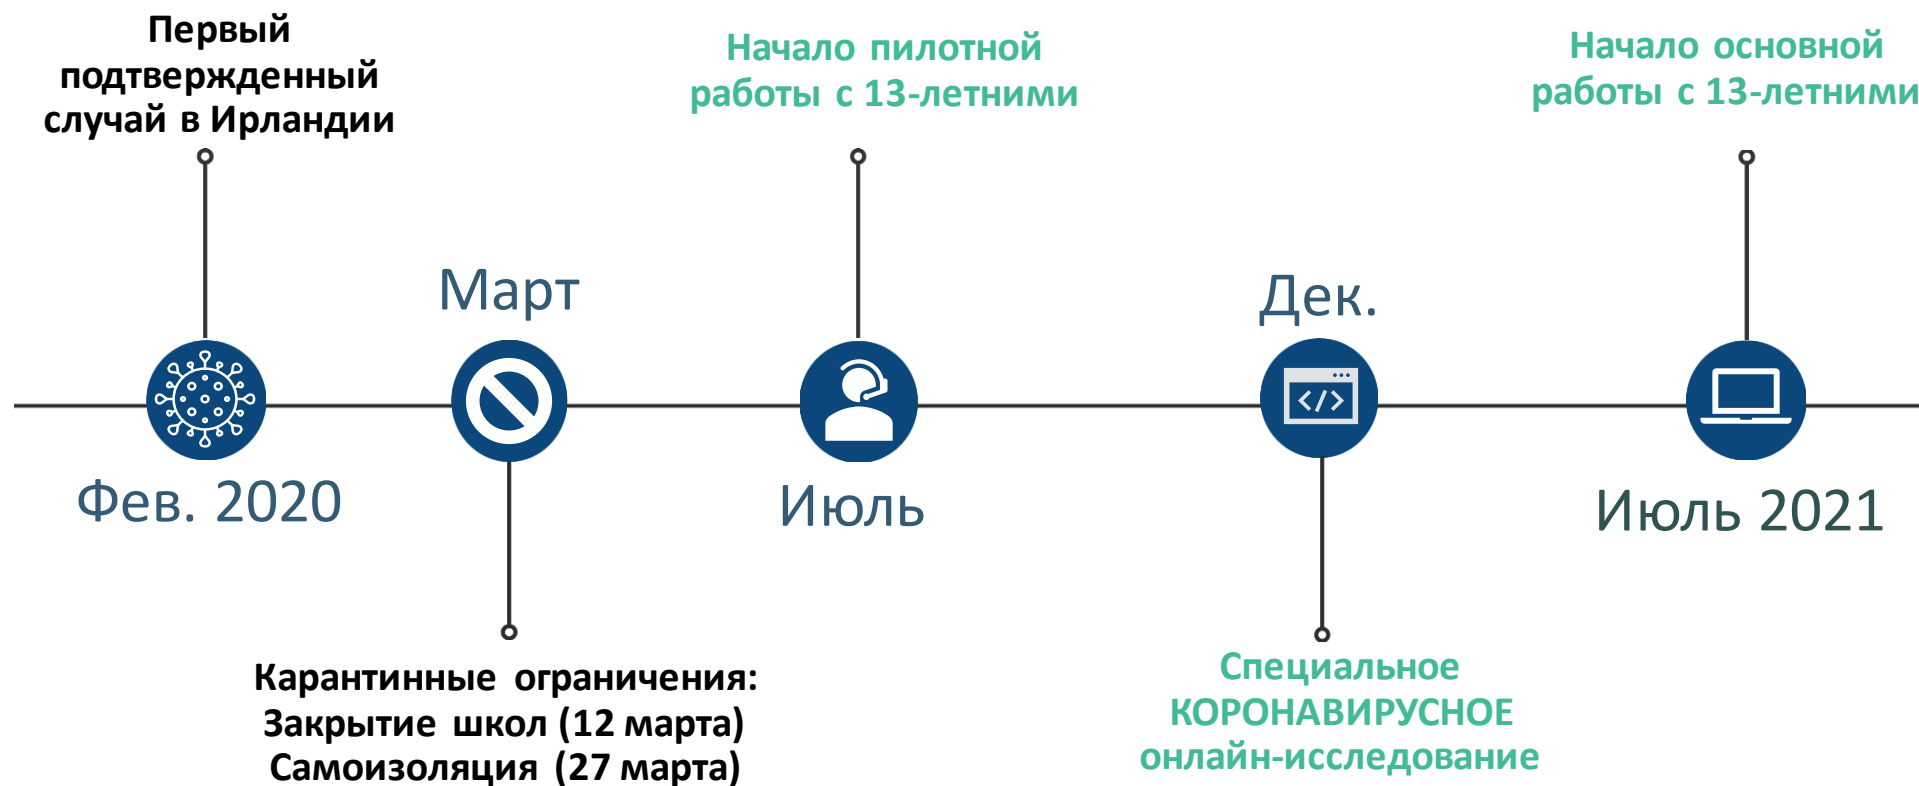 Первый
подтвержденный
случай в Ирландии
Начало пилотной
работы с 13-летними
Начало основной
работы с 13-летними
Март
Дек.
</>
Фев. 2020
Июль
Июль 2021
Карантинные ограничения:
Закрытие школ (12 марта)
Самоизоляция (27 марта)
Специальное
КОРОНАВИРУСНОЕ
онлайн-исследование